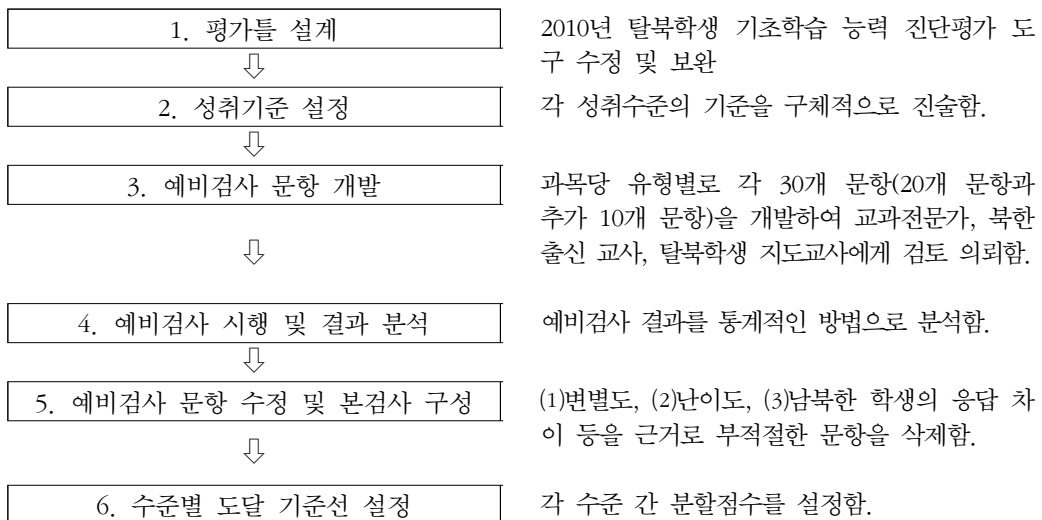 1. 평가틀 설계
2010년 탈북학생 기초학습 능력 진단평가 도
구 수정 및 보완
⇩
2. 성취기준 설정
각 성취수준의 기준을 구체적으로 진술함.
⇩
3. 예비검사 문항 개발
과목당 유형별로 각 30개 문항(20개 문항과
추가 10개 문항)을 개발하여 교과전문가, 북한
출신 교사, 탈북학생 지도교사에게 검토 의뢰함.
⇩
4. 예비검사 시행 및 결과 분석
예비검사 결과를 통계적인 방법으로 분석함.
⇩
5. 예비검사 문항 수정 및 본검사 구성
(1)변별도, (2)난이도, (3)남북한 학생의 응답 차
이 등을 근거로 부적절한 문항을 삭제함.
⇩
6. 수준별 도달 기준선 설정
각 수준 간 분할점수를 설정함.